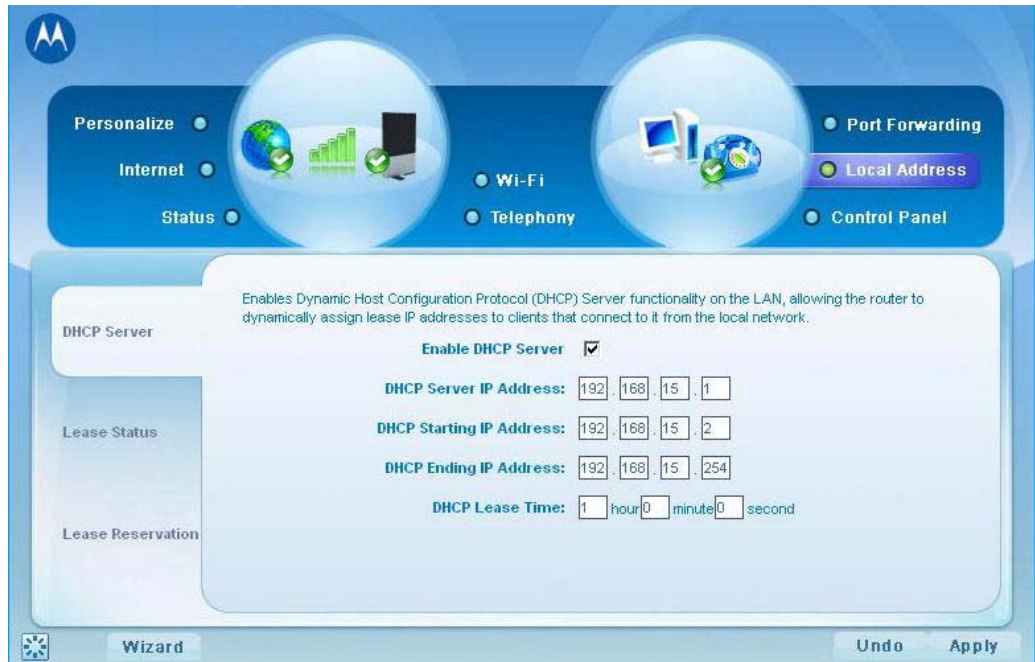 Personalize
Internet
Status
Wi-Fi
Telephony
Port Forwarding
Local Address
Control Panel
DHCP Server
Lease Status
Lease Reservation
Enables Dynamic Host Configuration Protocol (DHCP) Server functionality on the LAN, allowing the router to
dynamically assign lease IP addresses to clients that connect to it from the local network.
Enable DHCP Server
DHCP Server IP Address: 192 . 168 . 15 . 1
DHCP Starting IP Address: 192 . 168 . 15 . 2
DHCP Ending IP Address: 192 . 168 . 15 . 254
DHCP Lease Time: 1 hour 0 minute 0 second
Wizard
Undo Apply